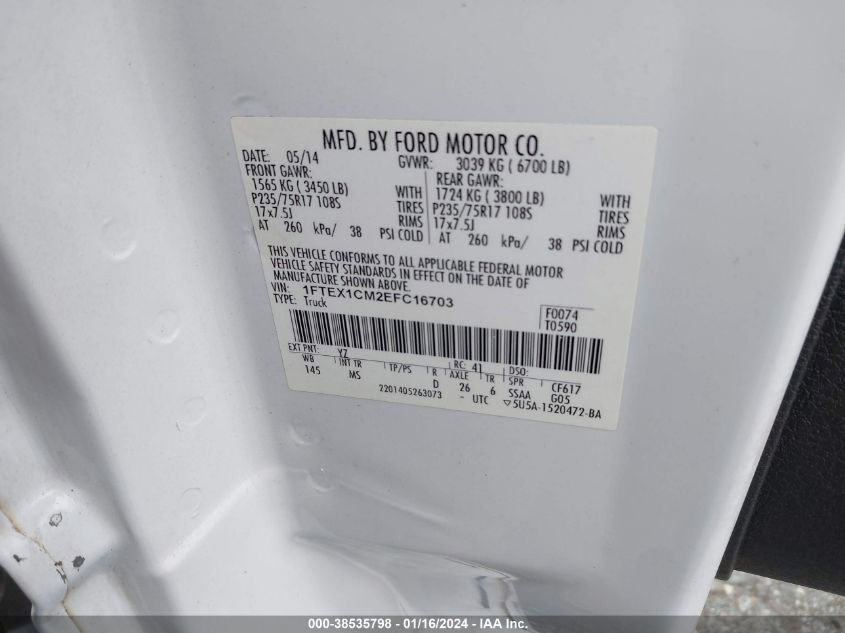 MFD. BY FORD MOTOR CO.
DATE: 05/14 GVWR: 3039 KG ( 6700 LB)
FRONT GAWR: REAR GAWR:
1565 KG ( 3450 LB) WITH 1724 KG ( 3800 LB) WITH
P235/75R17 108S TIRES P235/75R17 108S TIRES
17x7.5J RIMS 17x7.5J RIMS
AT 260 kPa/ 38 PSI COLD AT 260 kPa/ 38 PSI COLD
THIS VEHICLE CONFORMS TO ALL APPLICABLE FEDERAL MOTOR
VEHICLE SAFETY STANDARDS IN EFFECT ON THE DATE OF
MANUFACTURE SHOWN ABOVE.
VIN: 1FTEX1CM2EFC16703
TYPE: Truck
F0074
T0590
EXT PNT: YZ RC: 41 DSO:
WB INT TR TP/PS R AXLE TR SPR CF617
145 MS D 26 6 SSAA G05
2201405263073 - UTC ▽5U5A-1520472-BA
000-38535798 - 01/16/2024 - IAA Inc.